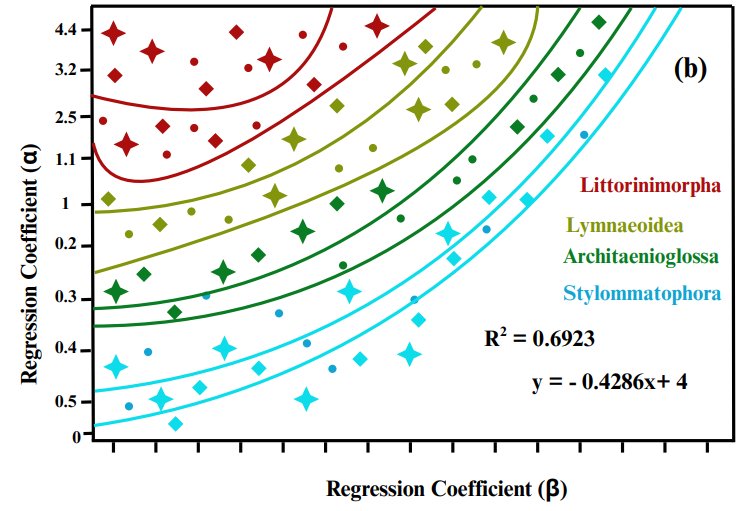 4.4
3.2
2.5
1.1
1
0.2
0.3
0.4
0.5
0
Regression Coefficient (α)
(b)
Littorinimorpha
Lymnaeoidea
Architaenioglossa
Stylommatophora
R² = 0.6923
y = - 0.4286x+ 4
Regression Coefficient (β)